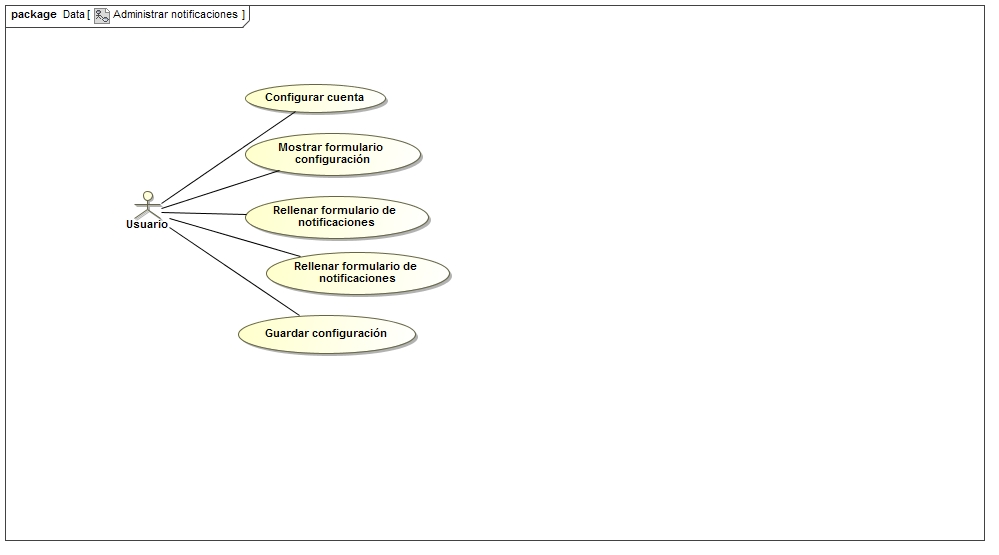 package Data [ Administrar notificaciones ]
Configurar cuenta
Mostrar formulario
configuración
Usuario
Rellenar formulario de
notificaciones
Rellenar formulario de
notificaciones
Guardar configuración